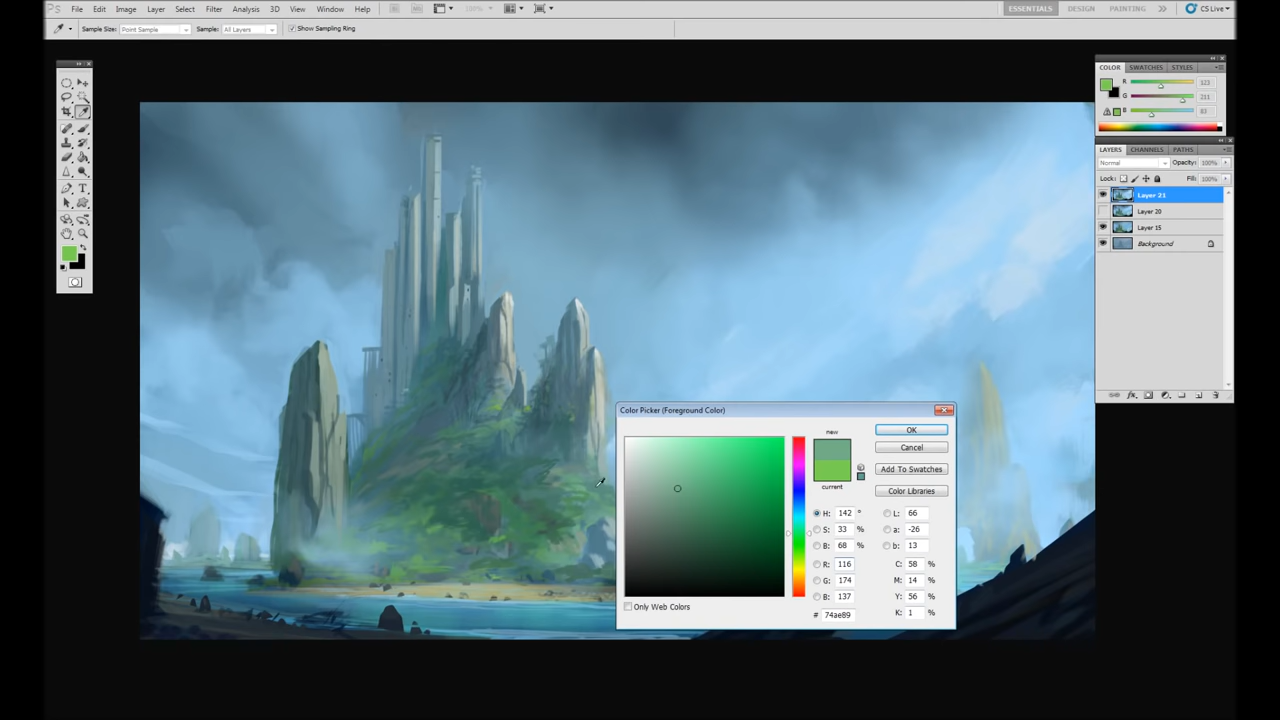 PS File Edit Image Layer Select Filter Analysis 3D View Window Help 100% ESSENTIALS DESIGN PAINTING CS Live
Sample Size: Point Sample Sample: All Layers Show Sampling Ring
COLOR SWATCHES STYLES
R 123
G 211
B 83
LAYERS CHANNELS PATHS
Normal Opacity: 100%
Lock: Fill: 100%
Layer 21
Layer 20
Layer 15
Background
Color Picker (Foreground Color)
new
current
OK
Cancel
Add To Swatches
Color Libraries
H: 142 ° L: 66
S: 33 % a: -26
B: 68 % b: 13
R: 116 C: 58 %
G: 174 M: 14 %
B: 137 Y: 56 %
# 74ae89 K: 1 %
Only Web Colors